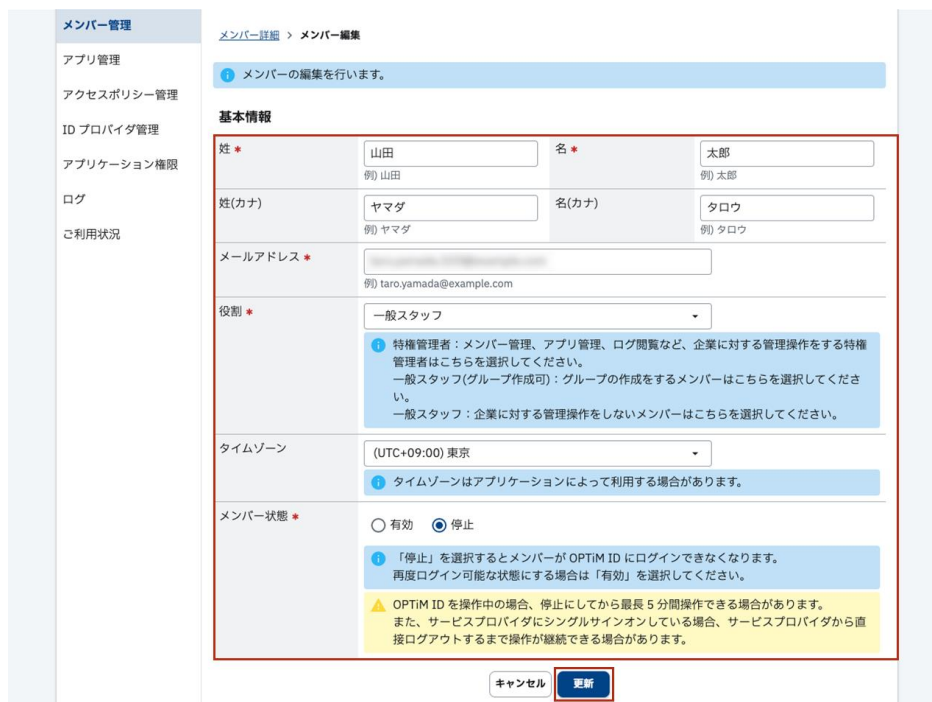 メンバー管理
アプリ管理
アクセスポリシー管理
ID プロバイダ管理
アプリケーション権限
ログ
ご利用状況
メンバー詳細 > メンバー編集
メンバーの編集を行います。
基本情報
姓 * 山田 名 * 太郎
例) 山田 例) 太郎
姓(カナ) ヤマダ 名(カナ) タロウ
例) ヤマダ 例) タロウ
メールアドレス *
例) taro.yamada@example.com
役割 * 一般スタッフ
特権管理者：メンバー管理、アプリ管理、ログ閲覧など、企業に対する管理操作をする特権
管理者はこちらを選択してください。
一般スタッフ(グループ作成可)：グループの作成をするメンバーはこちらを選択してくださ
い。
一般スタッフ：企業に対する管理操作をしないメンバーはこちらを選択してください。
タイムゾーン (UTC+09:00) 東京
タイムゾーンはアプリケーションによって利用する場合があります。
メンバー状態 * 有効 停止
「停止」を選択するとメンバーが OPTiM ID にログインできなくなります。
再度ログイン可能な状態にする場合は「有効」を選択してください。
OPTiM ID を操作中の場合、停止にしてから最長 5 分間操作できる場合があります。
また、サービスプロバイダにシングルサインオンしている場合、サービスプロバイダから直
接ログアウトするまで操作が継続できる場合があります。
キャンセル 更新